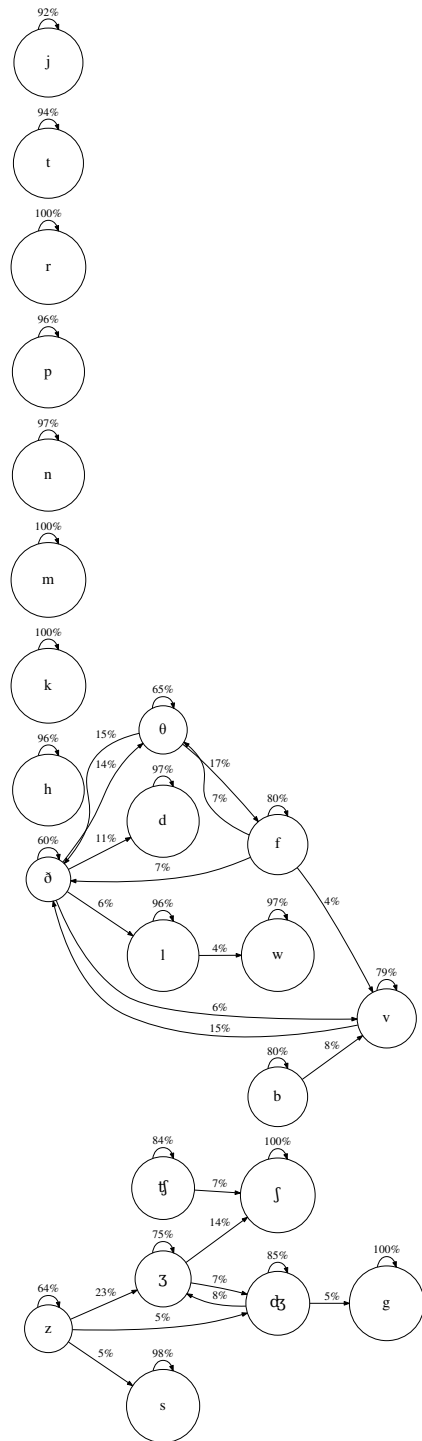 92%
j
94%
t
100%
r
96%
p
97%
n
100%
m
100%
k
65%
θ
96%
h
15%
14%
17%
7%
97%
d
80%
f
60%
ð
11%
7%
6%
96%
l
4%
97%
w
4%
79%
v
6%
15%
80%
b
8%
84%
ʧ
7%
100%
ʃ
75%
ʒ
14%
7%
8%
85%
ʤ
5%
100%
g
64%
z
23%
5%
5%
98%
s